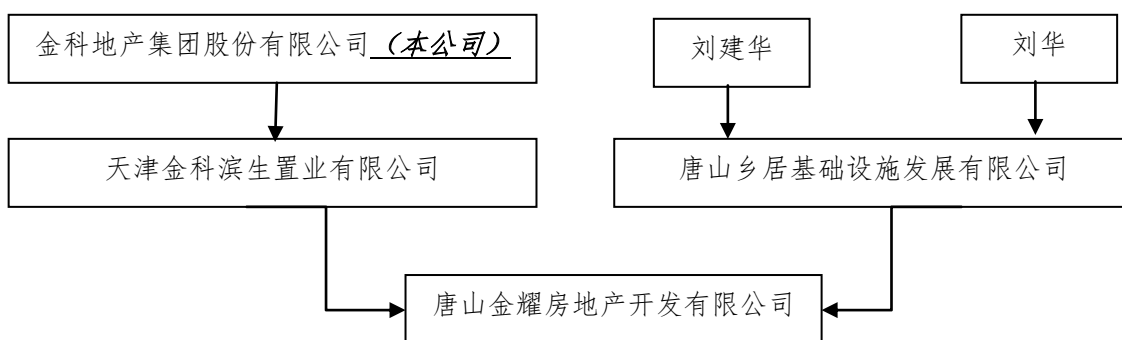 金科地产集团股份有限公司（本公司）
刘建华
刘华
天津金科滨生置业有限公司
唐山乡居基础设施发展有限公司
唐山金耀房地产开发有限公司